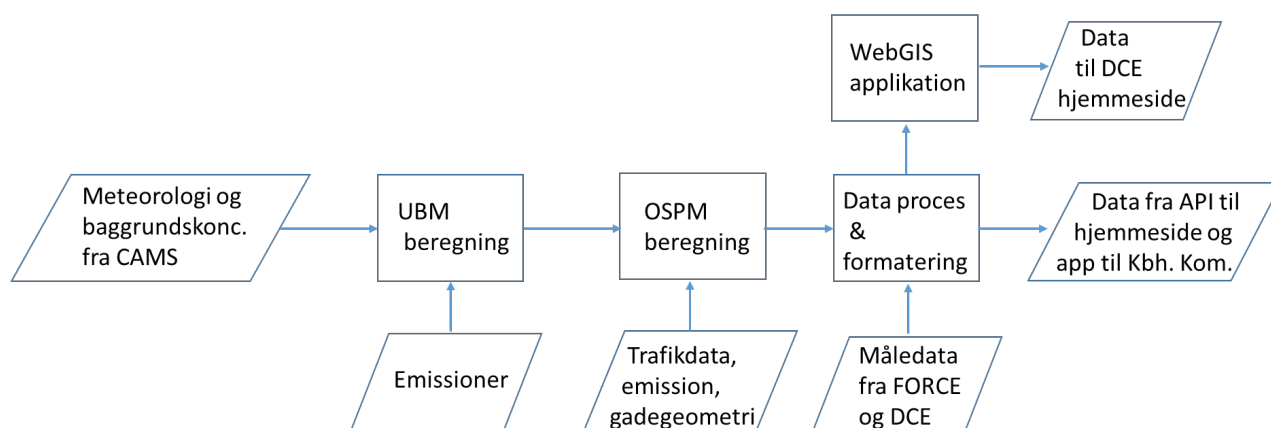 WebGIS
applikation
Data
til DCE
hjemmeside
Meteorologi og
baggrundskonc.
fra CAMS
UBM
beregning
OSPM
beregning
Data proces
&
formatering
Data fra API til
hjemmeside og
app til Kbh. Kom.
Emissioner
Trafikdata,
emission,
gadegeometri
Måledata
fra FORCE
og DCE